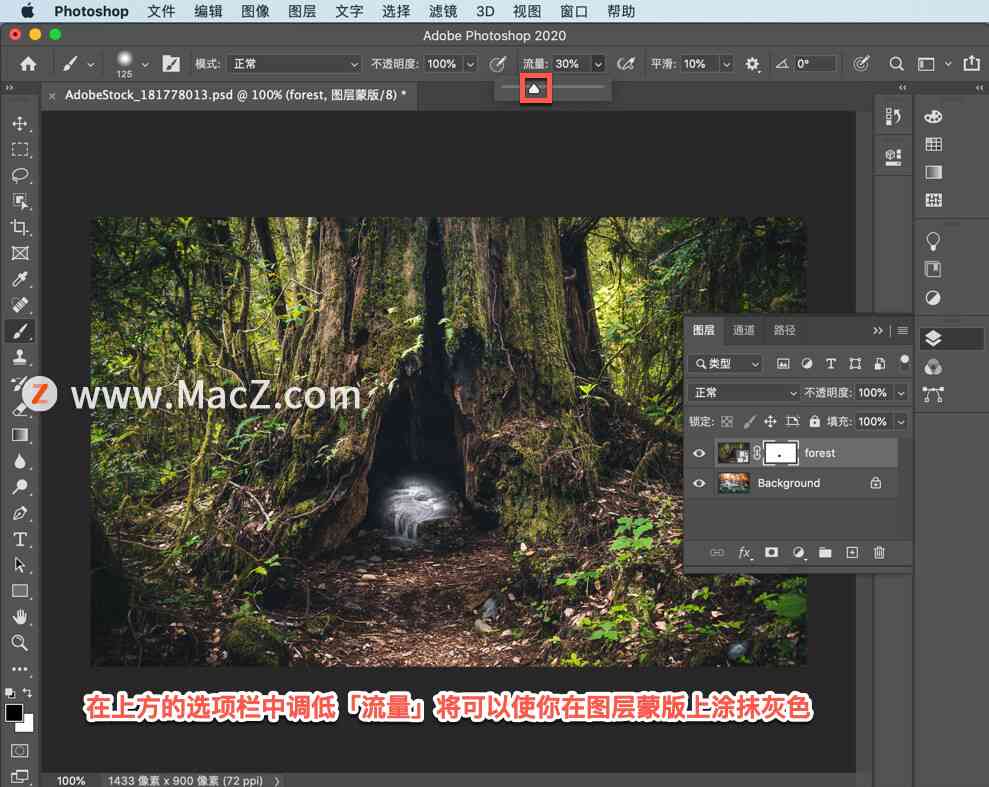 Photoshop 文件 编辑 图像 图层 文字 选择 滤镜 3D 视图 窗口 帮助
Adobe Photoshop 2020
125 模式: 正常 不透明度: 100% 流量: 30% 平滑: 10% 0°
× AdobeStock_181778013.psd @ 100% (forest, 图层蒙版/8) *
图层 通道 路径
类型
正常 不透明度: 100%
锁定: 填充: 100%
forest
Background
fx
Z www.MacZ.com
在上方的选项栏中调低「流量」将可以使你在图层蒙版上涂抹灰色
100% 1433 像素 x 900 像素 (72 ppi)